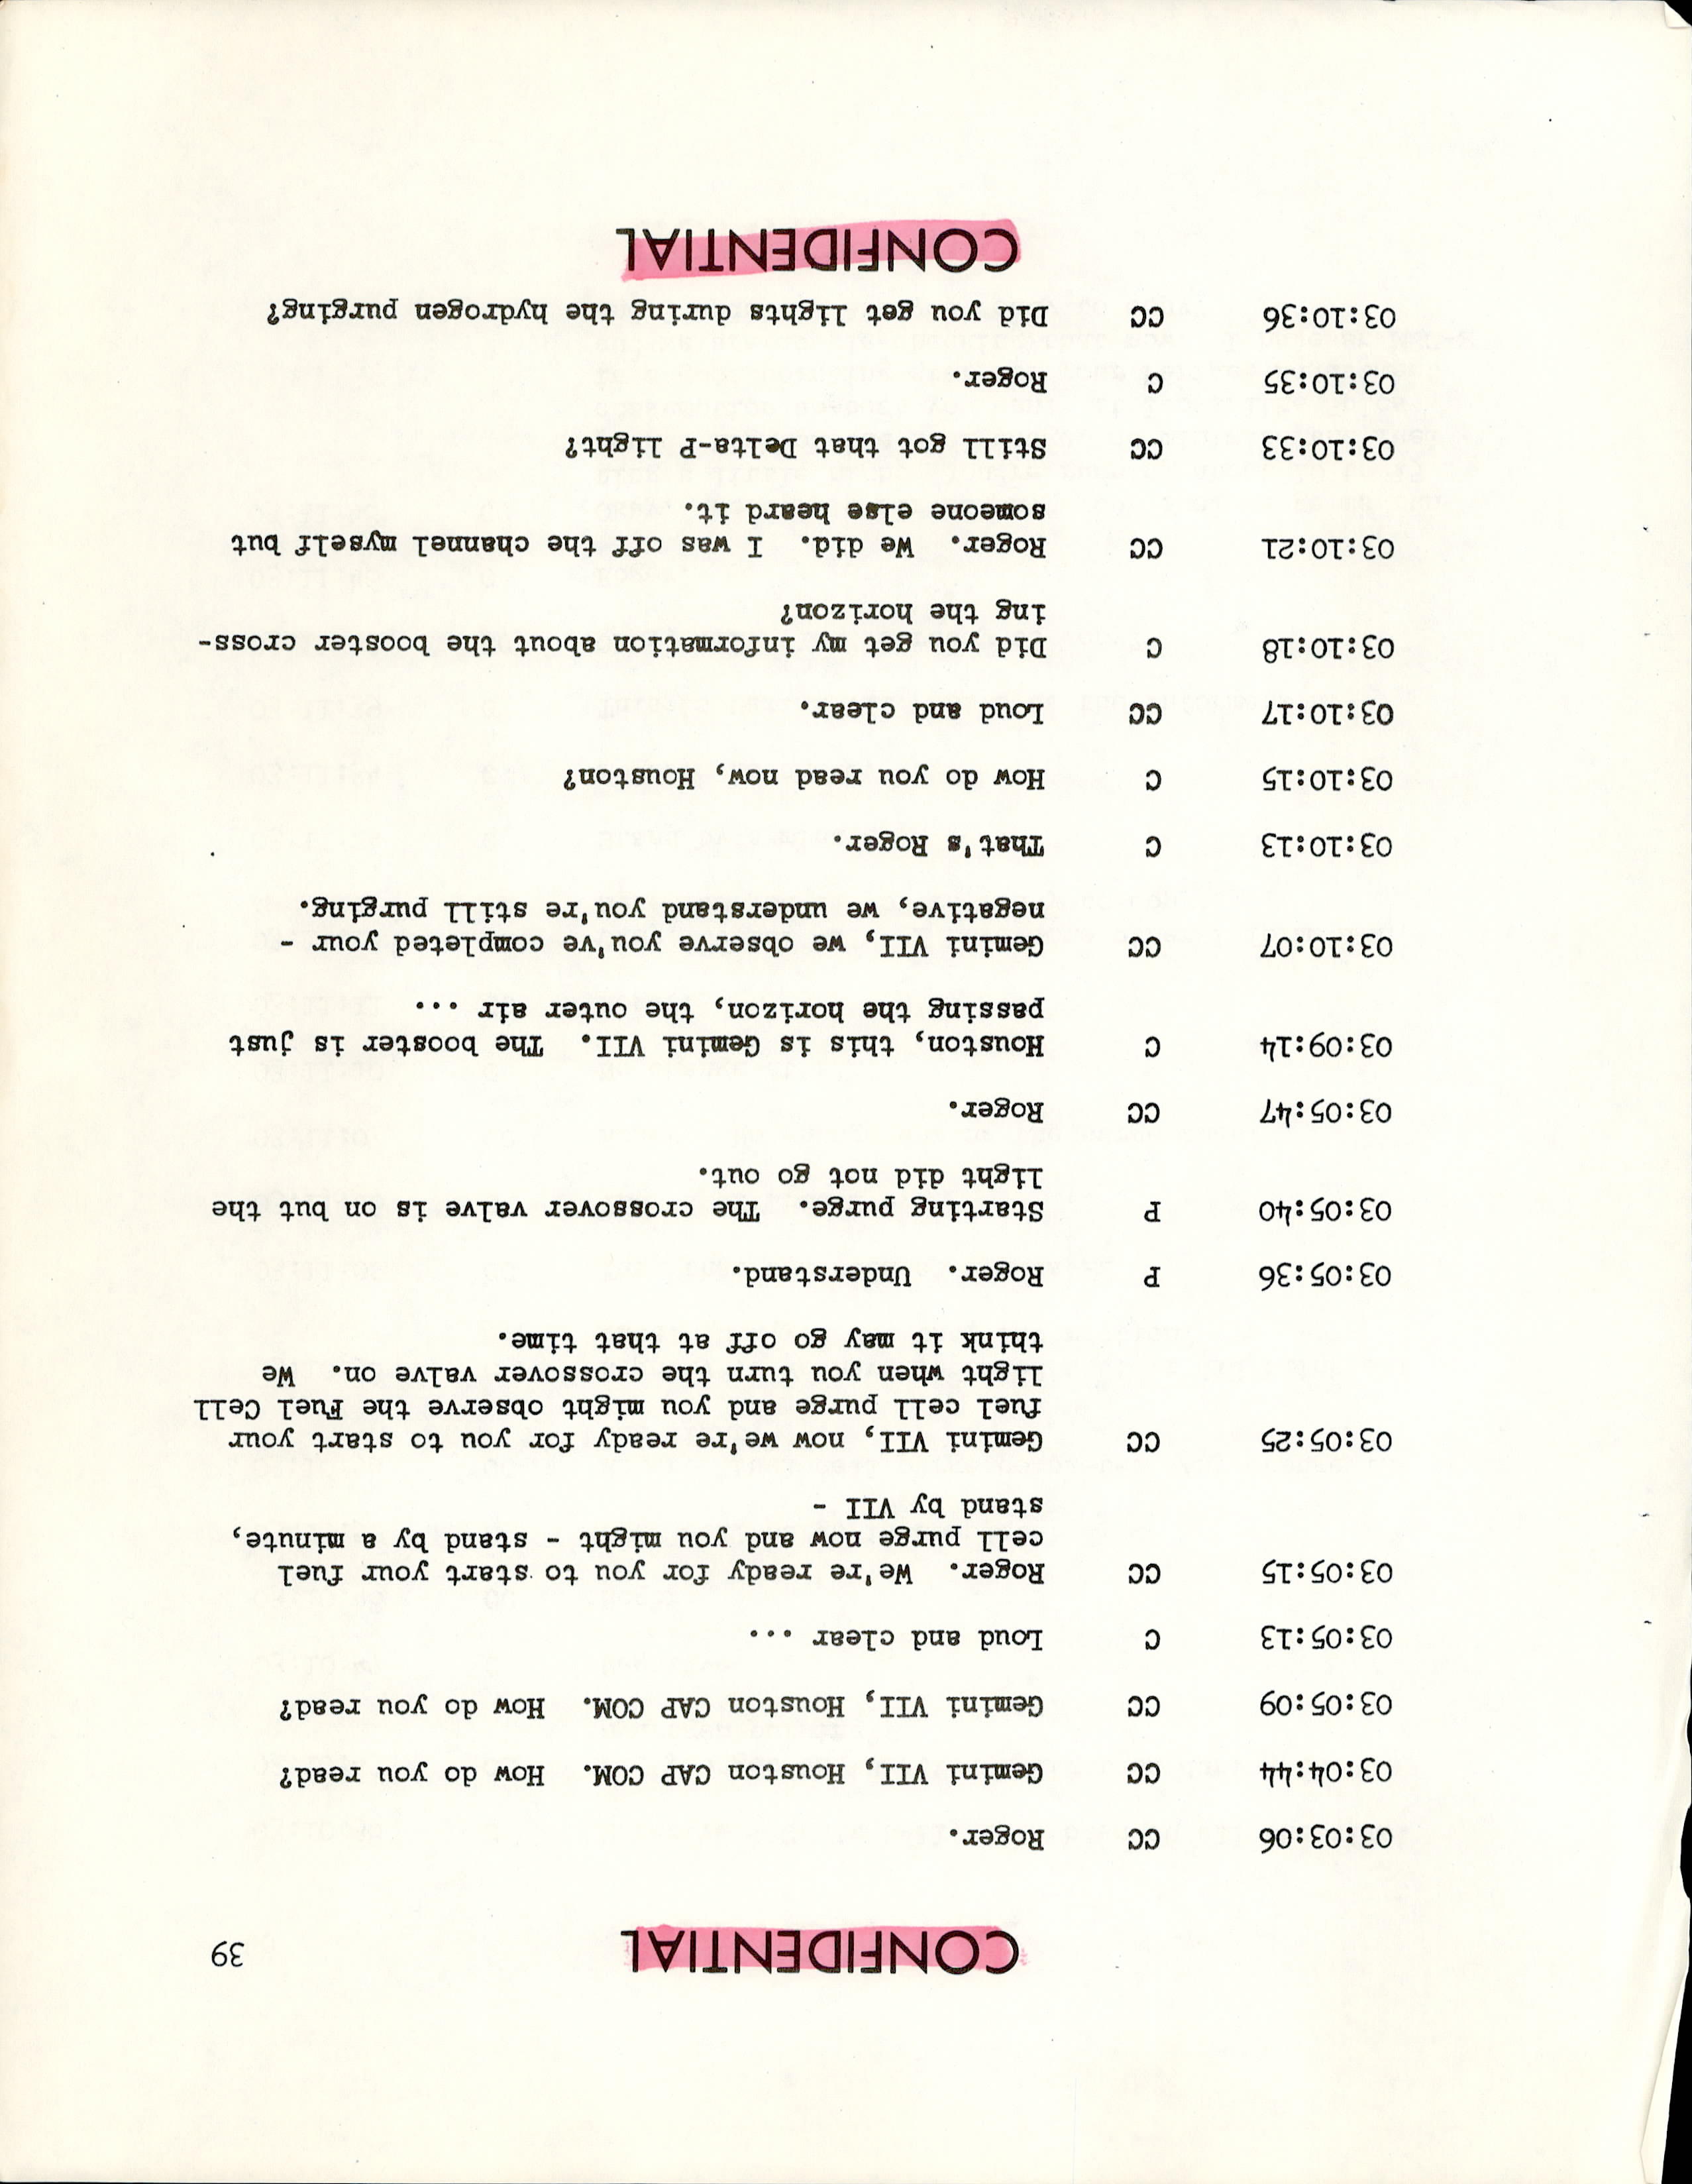 CONFIDENTIAL 39
03:03:06 CC Roger.
03:04:44 CC Gemini VII, Houston CAP COM. How do you read?
03:05:09 CC Gemini VII, Houston CAP COM. How do you read?
03:05:13 C Loud and clear ...
03:05:15 CC Roger. We're ready for you to start your fuel
cell purge now and you might - stand by a minute,
stand by VII -
03:05:25 CC Gemini VII, now we're ready for you to start your
fuel cell purge and you might observe the Fuel Cell
light when you turn the crossover valve on. We
think it may go off at that time.
03:05:36 P Roger. Understand.
03:05:40 P Starting purge. The crossover valve is on but the
light did not go out.
03:05:47 CC Roger.
03:09:14 C Houston, this is Gemini VII. The booster is just
passing the horizon, the outer air ...
03:10:07 CC Gemini VII, we observe you've completed your -
negative, we understand you're still purging.
03:10:13 C That's Roger.
03:10:15 C How do you read now, Houston?
03:10:17 CC Loud and clear.
03:10:18 C Did you get my information about the booster cross-
ing the horizon?
03:10:21 CC Roger. We did. I was off the channel myself but
someone else heard it.
03:10:33 CC Still got that Delta-P light?
03:10:35 C Roger.
03:10:36 CC Did you get lights during the hydrogen purging?
CONFIDENTIAL